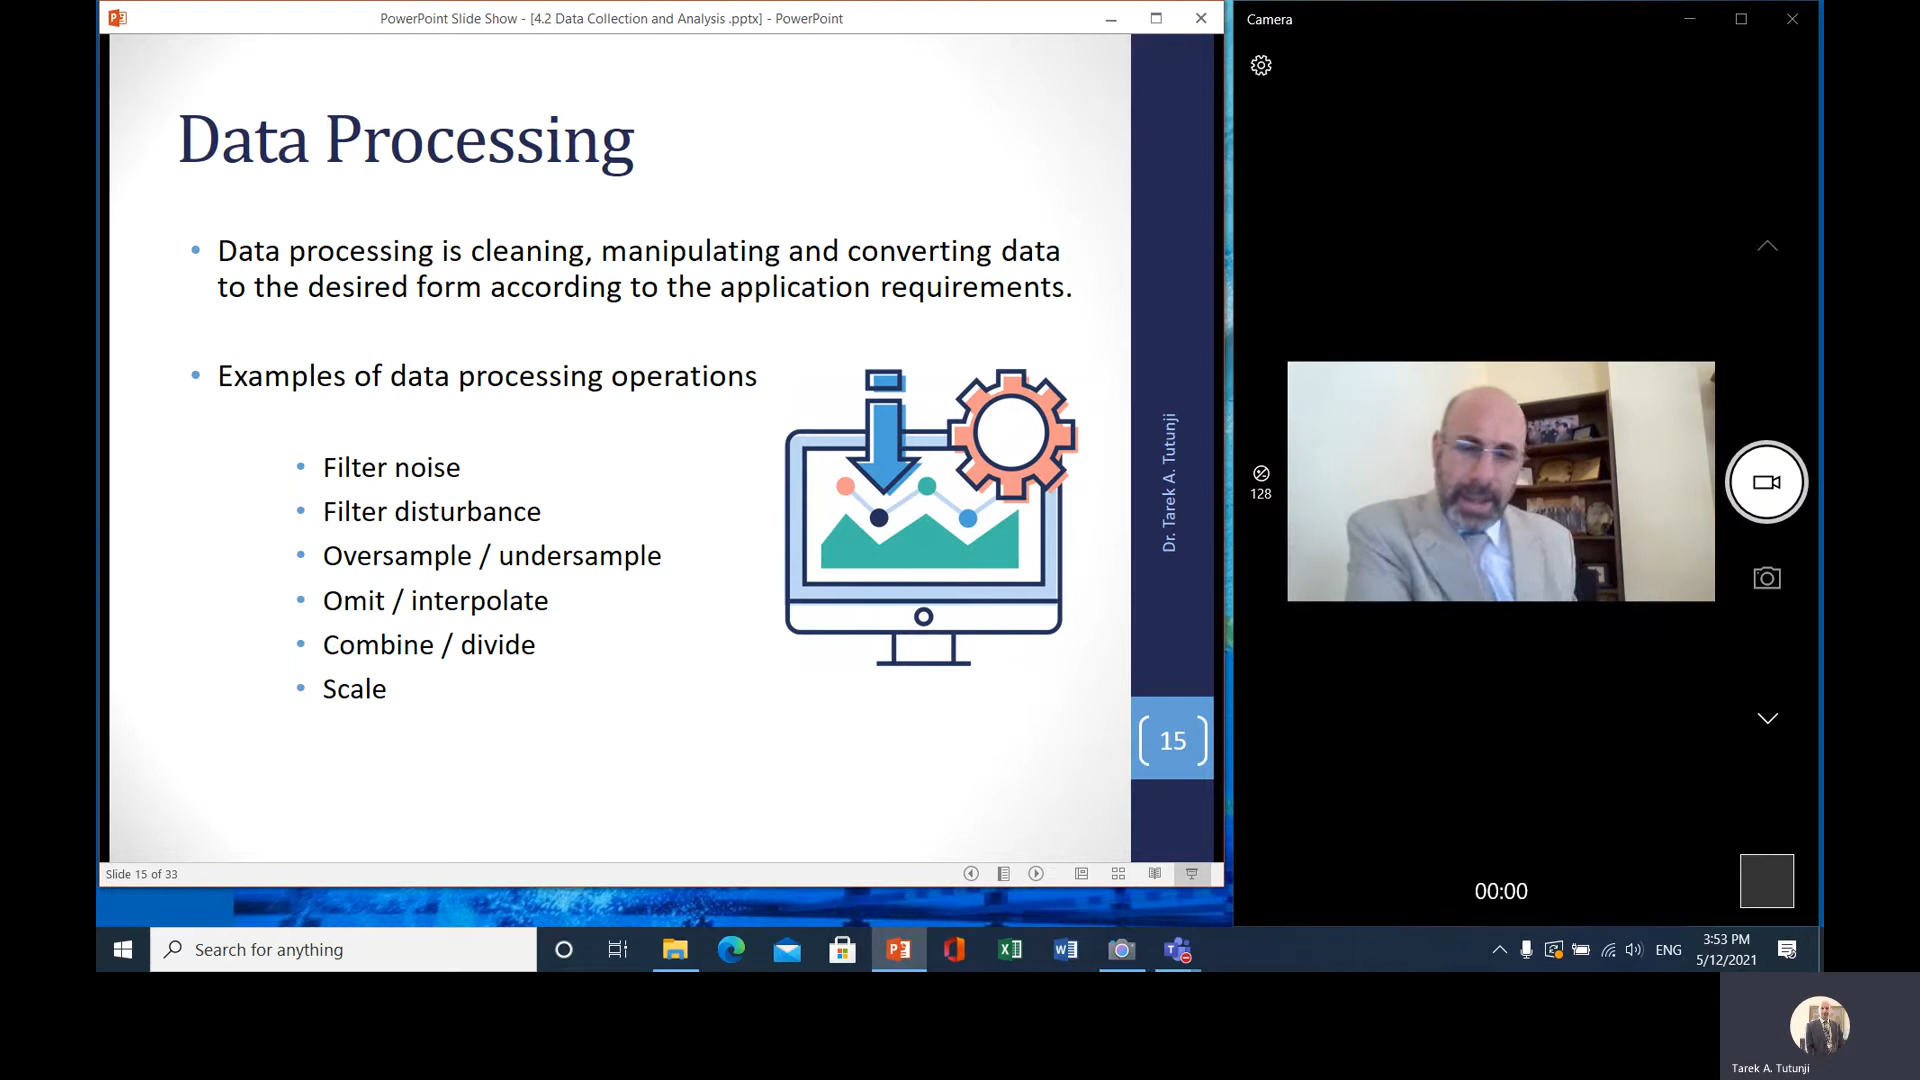 PowerPoint Slide Show - [4.2 Data Collection and Analysis .pptx] - PowerPoint
Data Processing
• Data processing is cleaning, manipulating and converting data
to the desired form according to the application requirements.
• Examples of data processing operations
• Filter noise
• Filter disturbance
• Oversample / undersample
• Omit / interpolate
• Combine / divide
• Scale
Dr. Tarek A. Tutunji
15
Slide 15 of 33
Camera
128
00:00
Search for anything
ENG
3:53 PM
5/12/2021
Tarek A. Tutunji